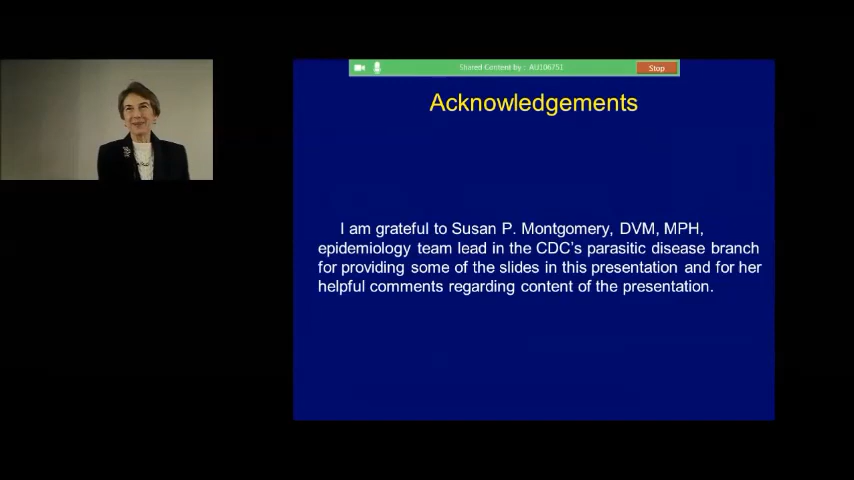 Shared Content by : AU106751
Stop
Acknowledgements
I am grateful to Susan P. Montgomery, DVM, MPH,
epidemiology team lead in the CDC's parasitic disease branch
for providing some of the slides in this presentation and for her
helpful comments regarding content of the presentation.